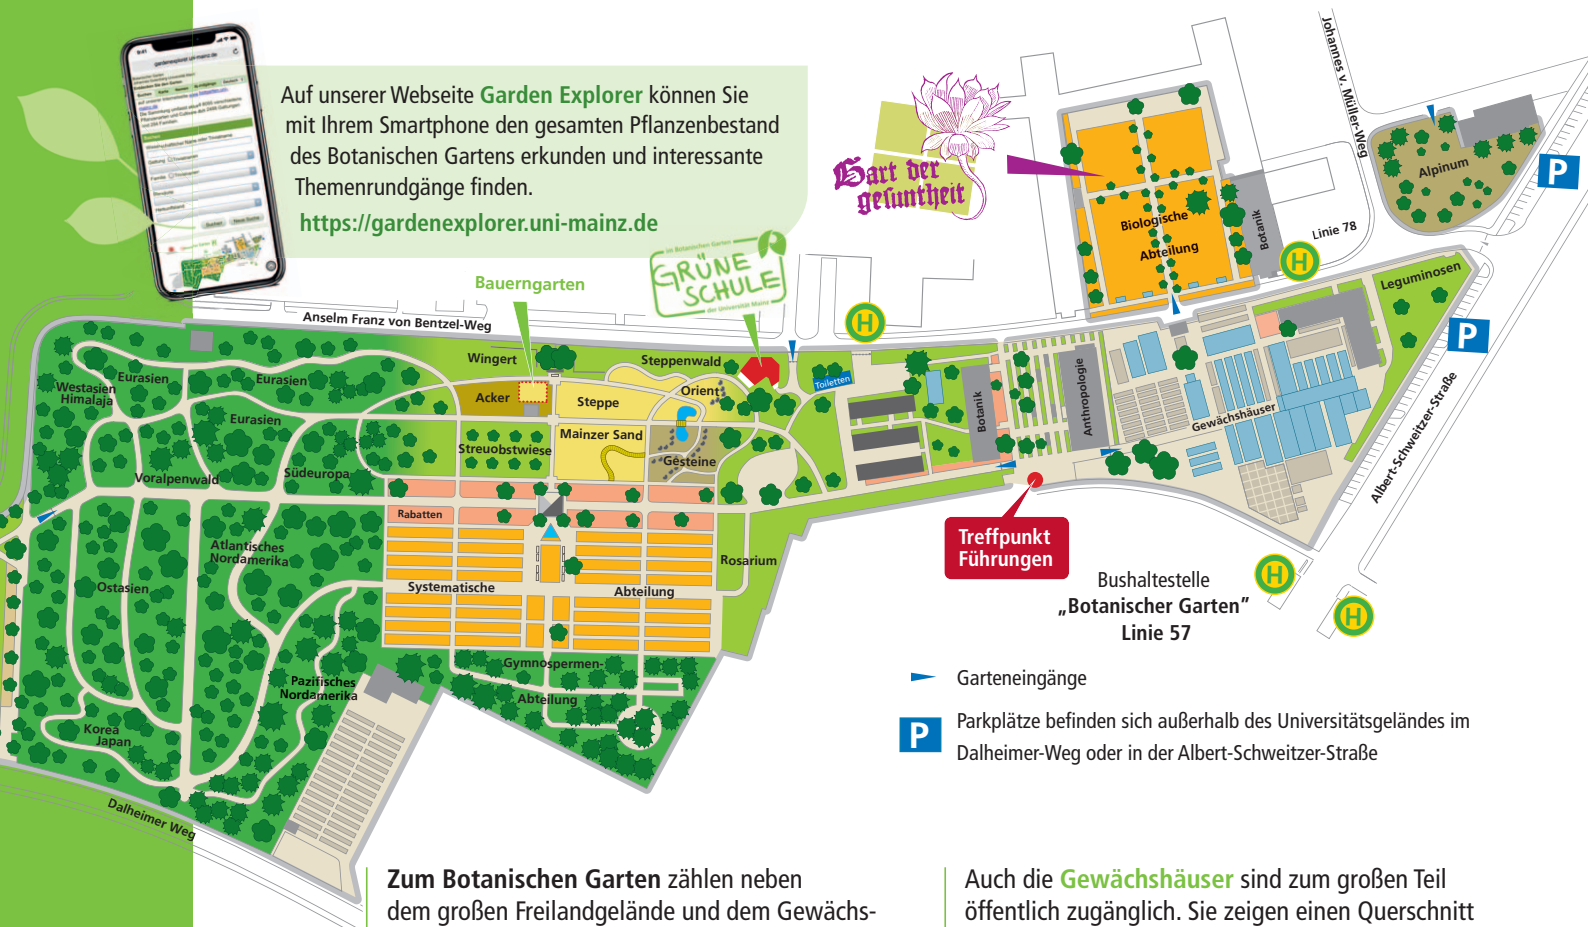 Auf unserer Webseite Garden Explorer können Sie
mit Ihrem Smartphone den gesamten Pflanzenbestand
des Botanischen Gartens erkunden und interessante
Themenrundgänge finden.
https://gardenexplorer.uni-mainz.de
Gart der
gesuntheit
im Botanischen Garten
GRÜNE
SCHULE
der Universität Mainz
Johannes v. Müller-Weg
Alpinum
P
Biologische
Abteilung
Botanik
Linie 78
H
Leguminosen
P
Bauerngarten
H
Anselm Franz von Bentzel-Weg
Wingert
Steppenwald
Toiletten
Westasien
Himalaja
Eurasien
Eurasien
Eurasien
Acker
Steppe
Orient
Botanik
Anthropologie
Gewächshäuser
Albert-Schweitzer-Straße
Streuobstwiese
Mainzer Sand
Gesteine
Voralpenwald
Südeuropa
Rabatten
Atlantisches
Nordamerika
Ostasien
Systematische
Abteilung
Rosarium
Treffpunkt
Führungen
Bushaltestelle
„Botanischer Garten”
Linie 57
H
H
Gymnospermen-
Abteilung
Pazifisches
Nordamerika
Korea
Japan
Dalheimer Weg
Garteneingänge
P
Parkplätze befinden sich außerhalb des Universitätsgeländes im
Dalheimer-Weg oder in der Albert-Schweitzer-Straße
Zum Botanischen Garten zählen neben
dem großen Freilandgelände und dem Gewächs-
Auch die Gewächshäuser sind zum großen Teil
öffentlich zugänglich. Sie zeigen einen Querschnitt